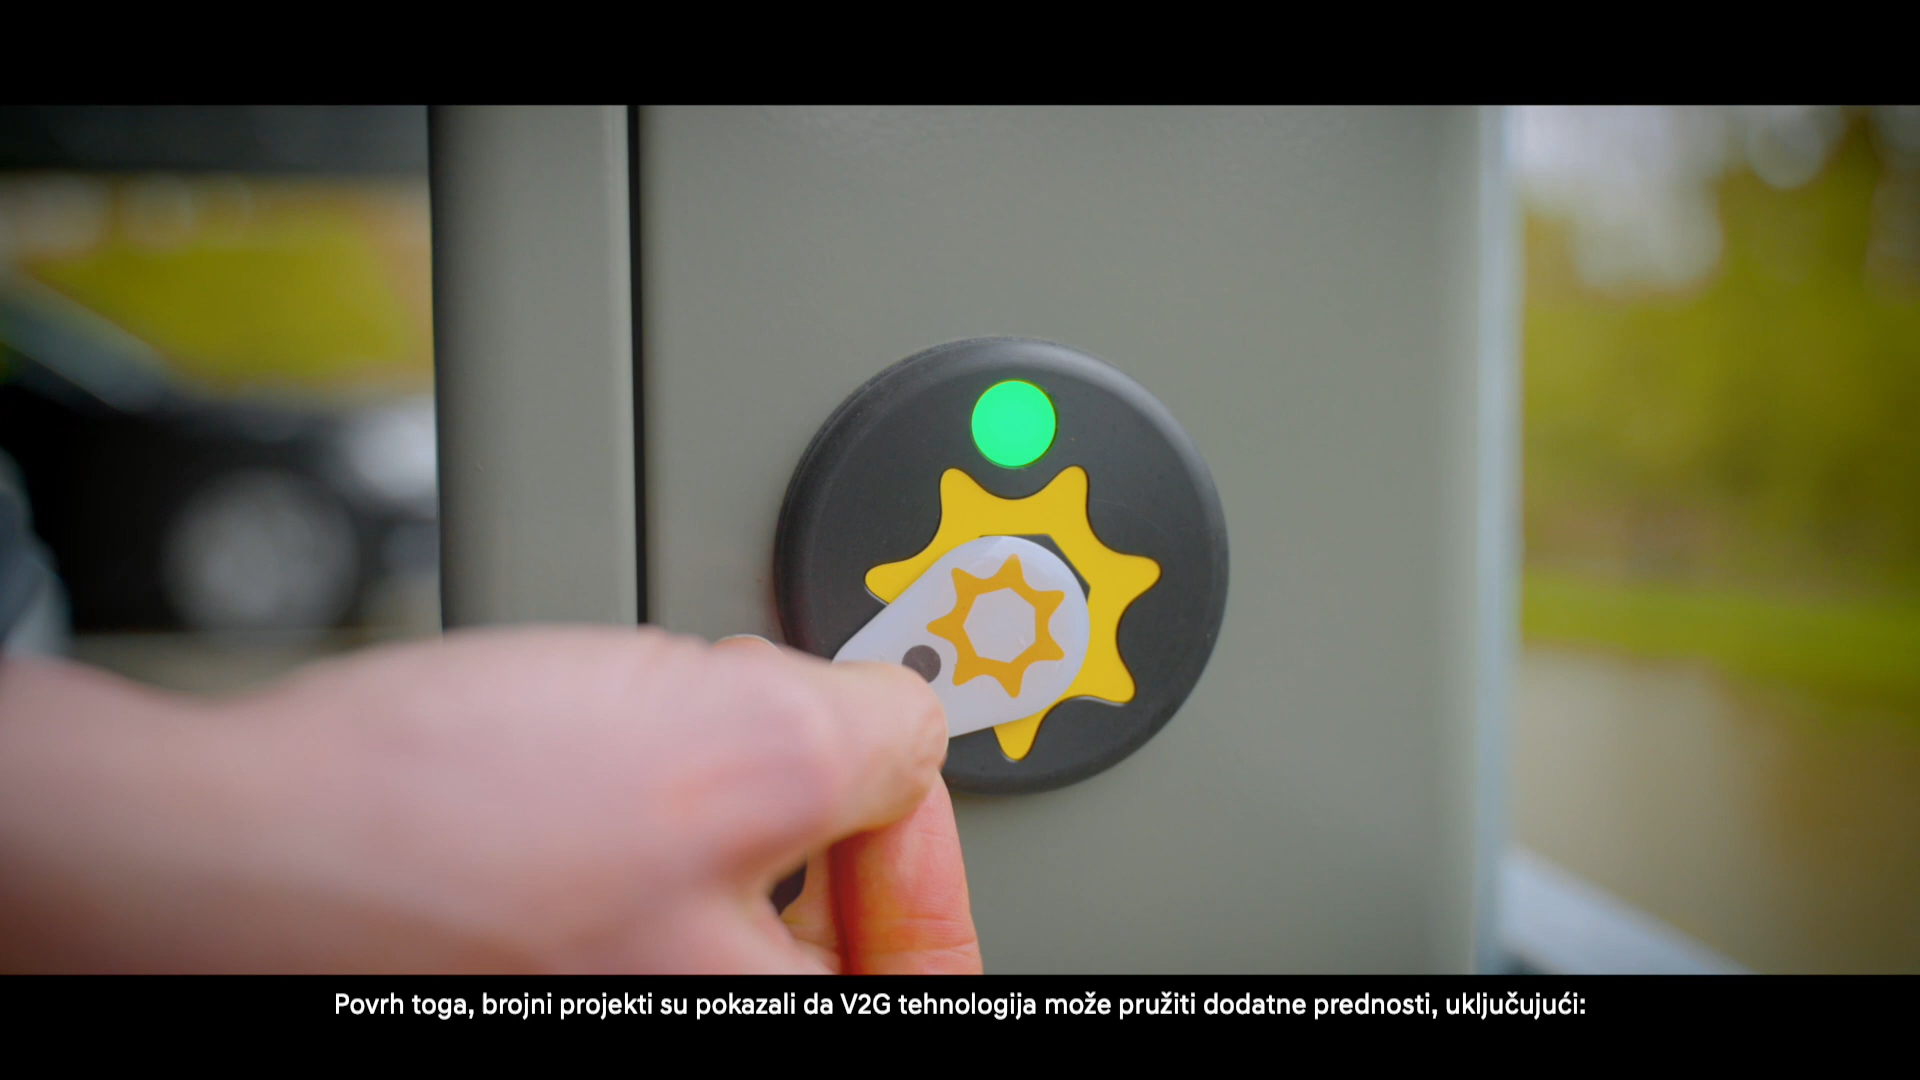 Povrh toga, brojni projekti su pokazali da V2G tehnologija može pružiti dodatne prednosti, uključujući: